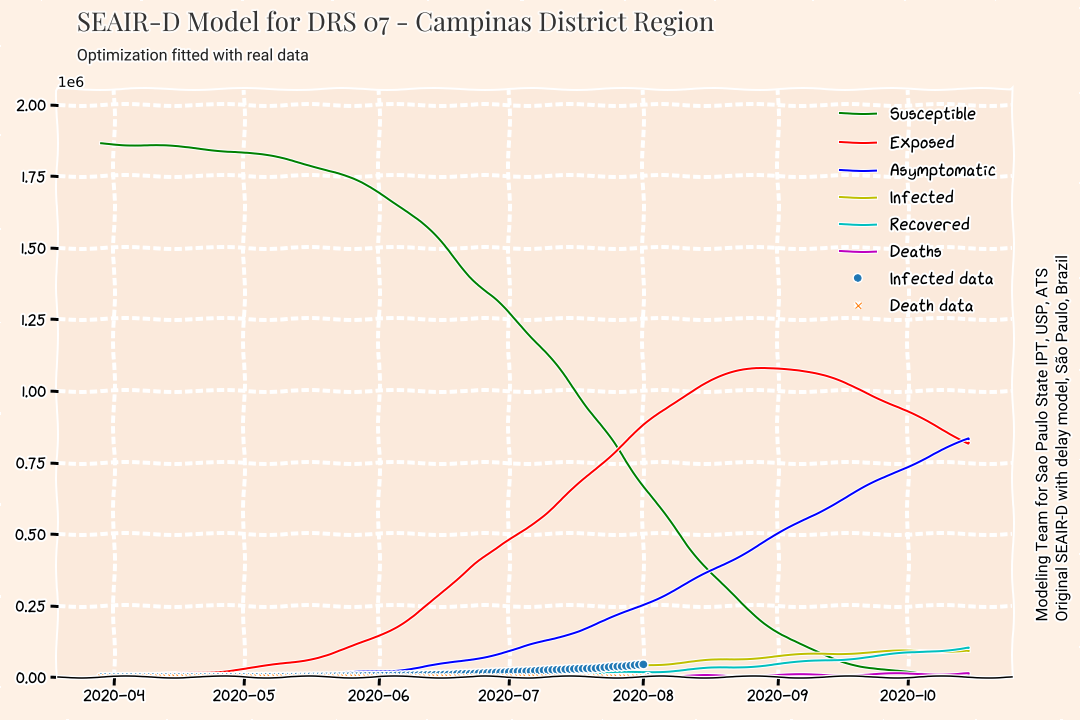 SEAIR-D Model for DRS 07 - Campinas District Region
Optimization fitted with real data
1e6
2.00
1.75
1.50
1.25
1.00
0.75
0.50
0.25
0.00
2020-04
2020-05
2020-06
2020-07
2020-08
2020-09
2020-10
Susceptible
Exposed
Asymptomatic
Infected
Recovered
Deaths
Infected data
Death data
Modeling Team for Sao Paulo State IPT, USP, ATS
Original SEAIR-D with delay model, São Paulo, Brazil